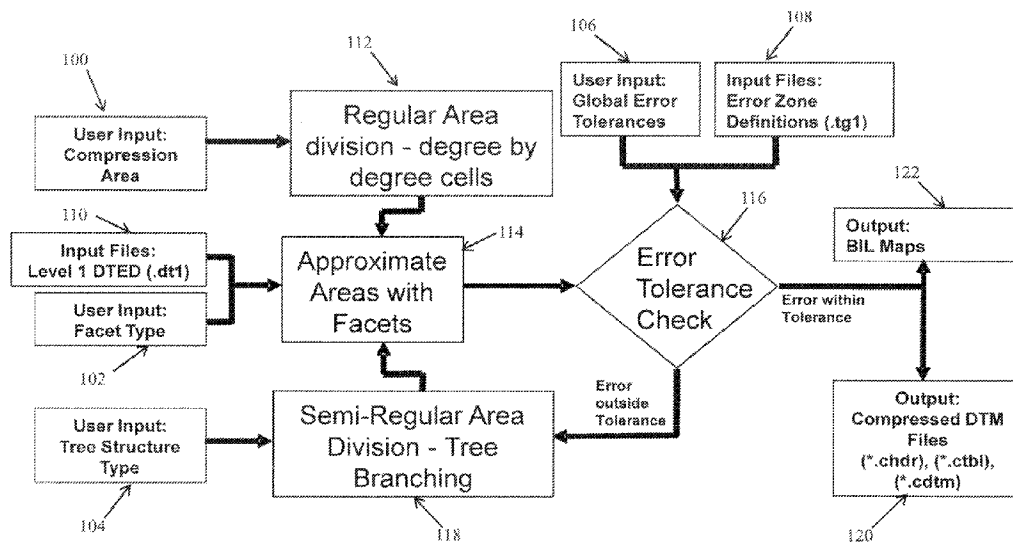 100
User Input:
Compression
Area
112
Regular Area
division - degree by
degree cells
106
User Input:
Global Error
Tolerances
108
Input Files:
Error Zone
Definitions (.tg1)
110
Input Files:
Level 1 DTED (.dt1)
User Input:
Facet Type
102
114
Approximate
Areas with
Facets
116
Error
Tolerance
Check
Error within
Tolerance
122
Output:
BIL Maps
Error
outside
Tolerance
User Input:
Tree Structure
Type
104
Semi-Regular Area
Division - Tree
Branching
118
Output:
Compressed DTM
Files
(*.chdr), (*.ctbl),
(*.cdtm)
120